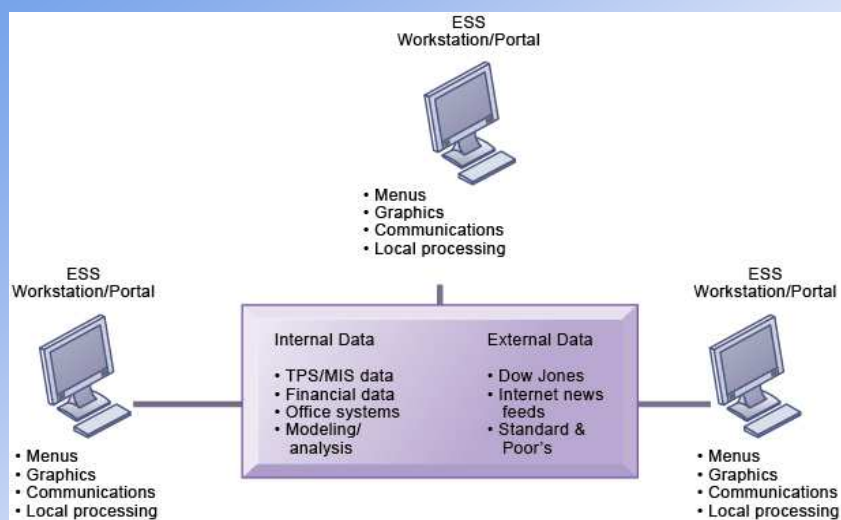 ESS
Workstation/Portal
• Menus
• Graphics
• Communications
• Local processing
ESS
Workstation/Portal
• Menus
• Graphics
• Communications
• Local processing
Internal Data
• TPS/MIS data
• Financial data
• Office systems
• Modeling/
analysis
External Data
• Dow Jones
• Internet news
feeds
• Standard &
Poor's
ESS
Workstation/Portal
• Menus
• Graphics
• Communications
• Local processing